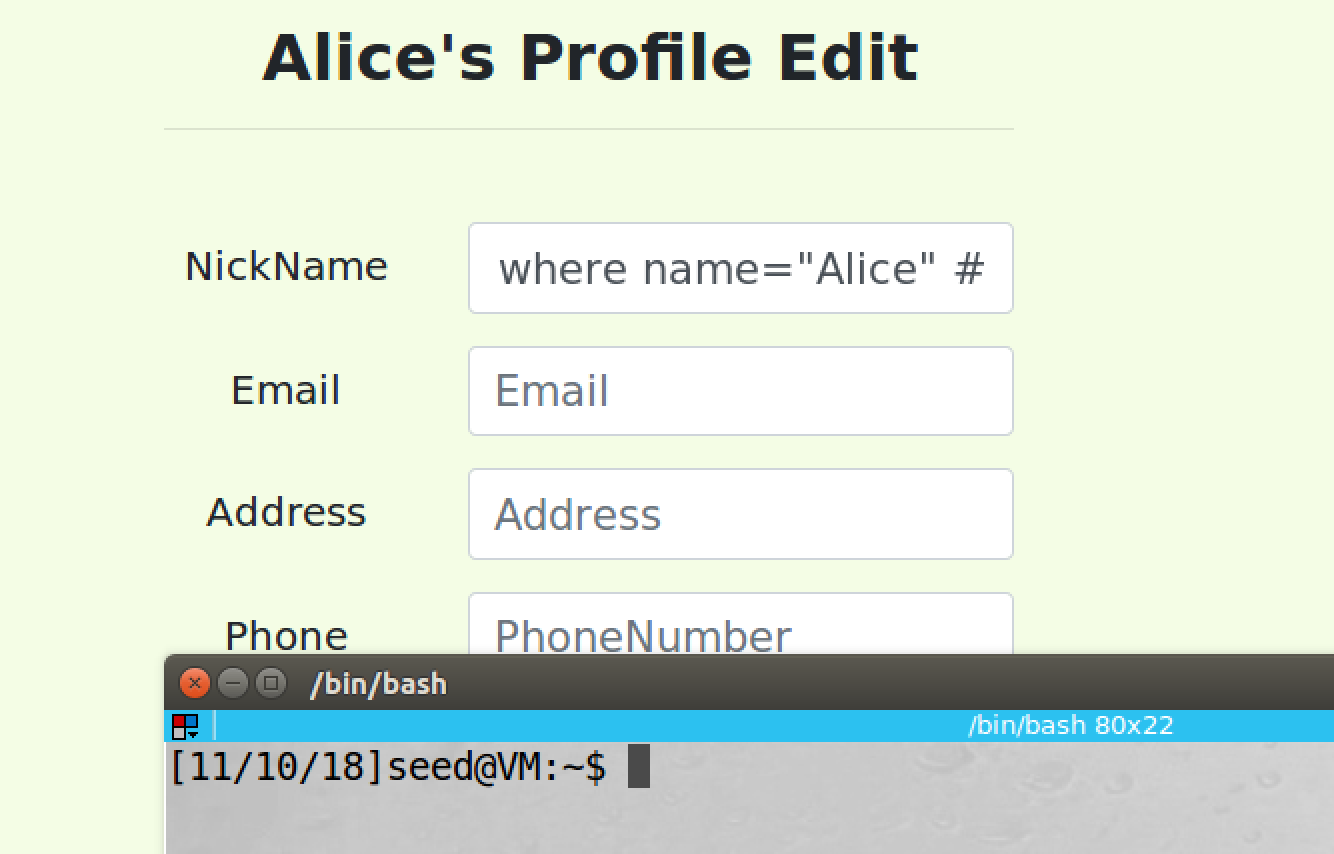 Alice's Profile Edit
NickName
where name="Alice" #
Email
Email
Address
Address
Phone
PhoneNumber
/bin/bash
/bin/bash 80x22
[11/10/18]seed@VM:~$